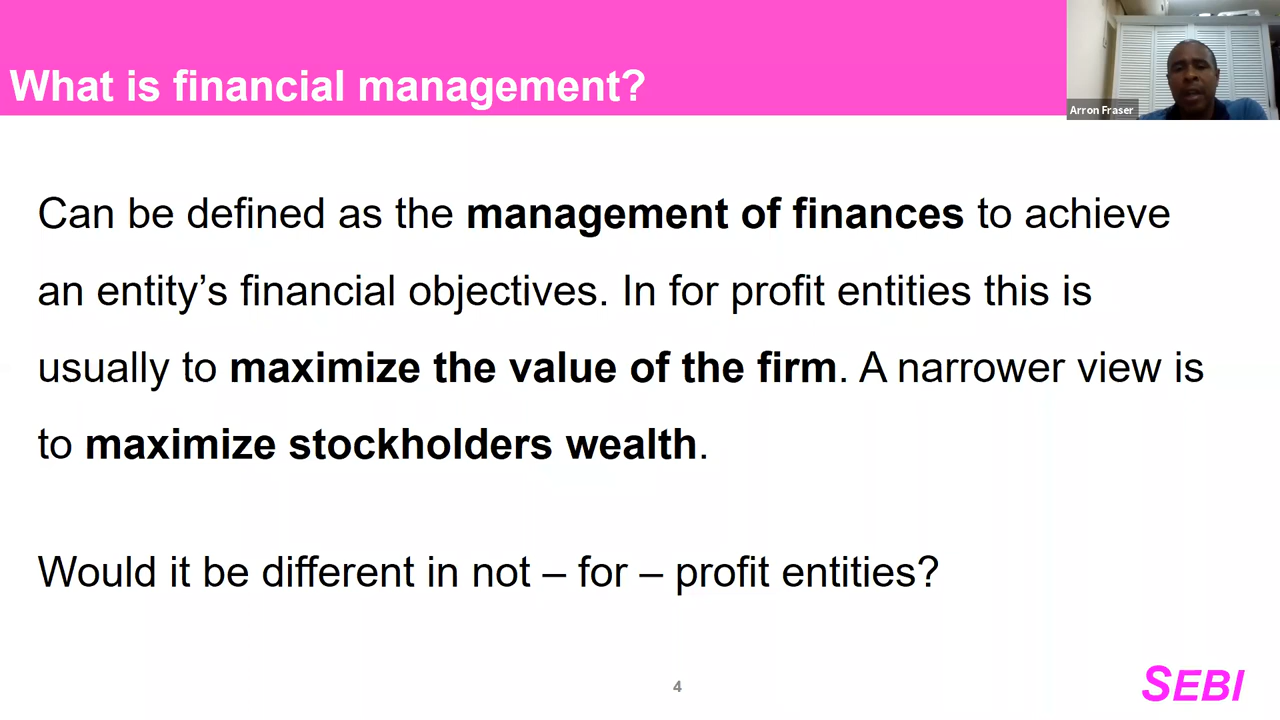 What is financial management?
Arron Fraser
Can be defined as the management of finances to achieve
an entity’s financial objectives. In for profit entities this is
usually to maximize the value of the firm. A narrower view is
to maximize stockholders wealth.
Would it be different in not – for – profit entities?
4
SEBI